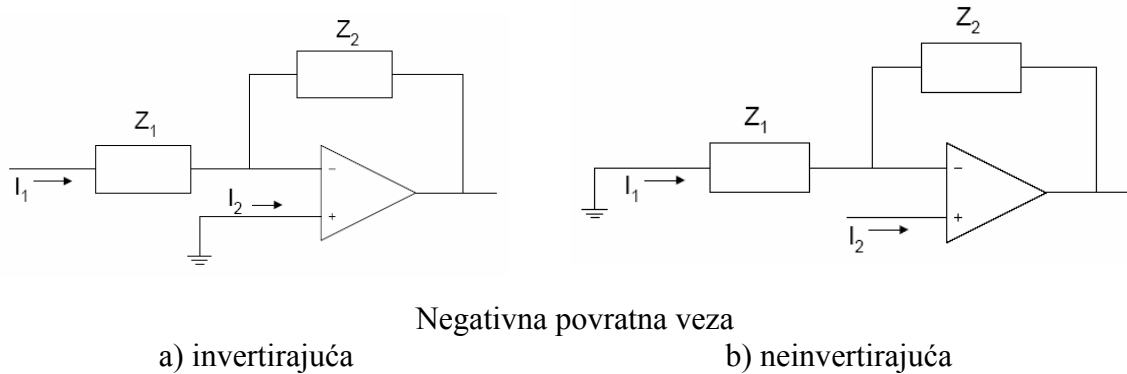 Z₂
Z₁
I₁
I₂
−
+
Z₂
Z₁
I₁
I₂
−
+
Negativna povratna veza
a) invertirajuća b) neinvertirajuća